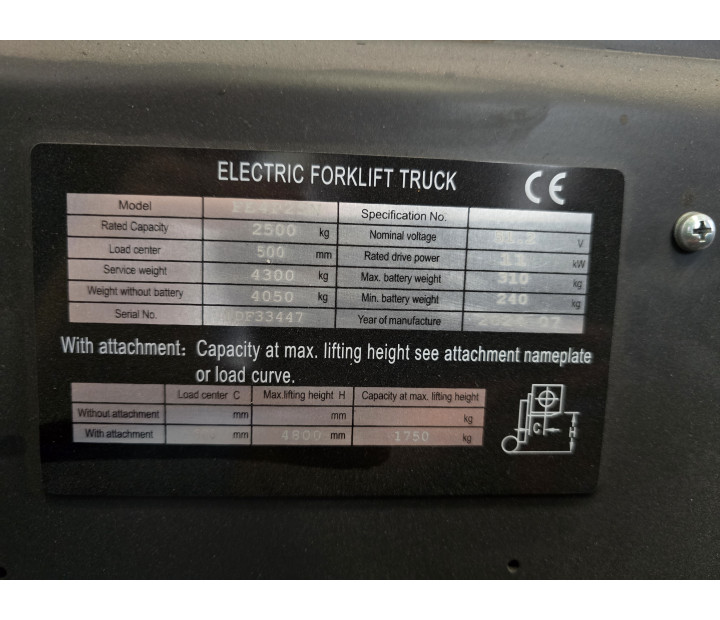 ELECTRIC FORKLIFT TRUCK CE
Model Specification No.
Rated Capacity 2500 kg Nominal voltage V
Load center 500 mm Rated drive power 11 kW
Service weight 4300 kg Max. battery weight 310 kg
Weight without battery 4050 kg Min. battery weight 240 kg
Serial No. Year of manufacture
With attachment: Capacity at max. lifting height see attachment nameplate
or load curve.
Load center C Max.lifting height H Capacity at max. lifting height
Without attachment mm mm kg
With attachment mm 4800 mm 1750 kg
C H